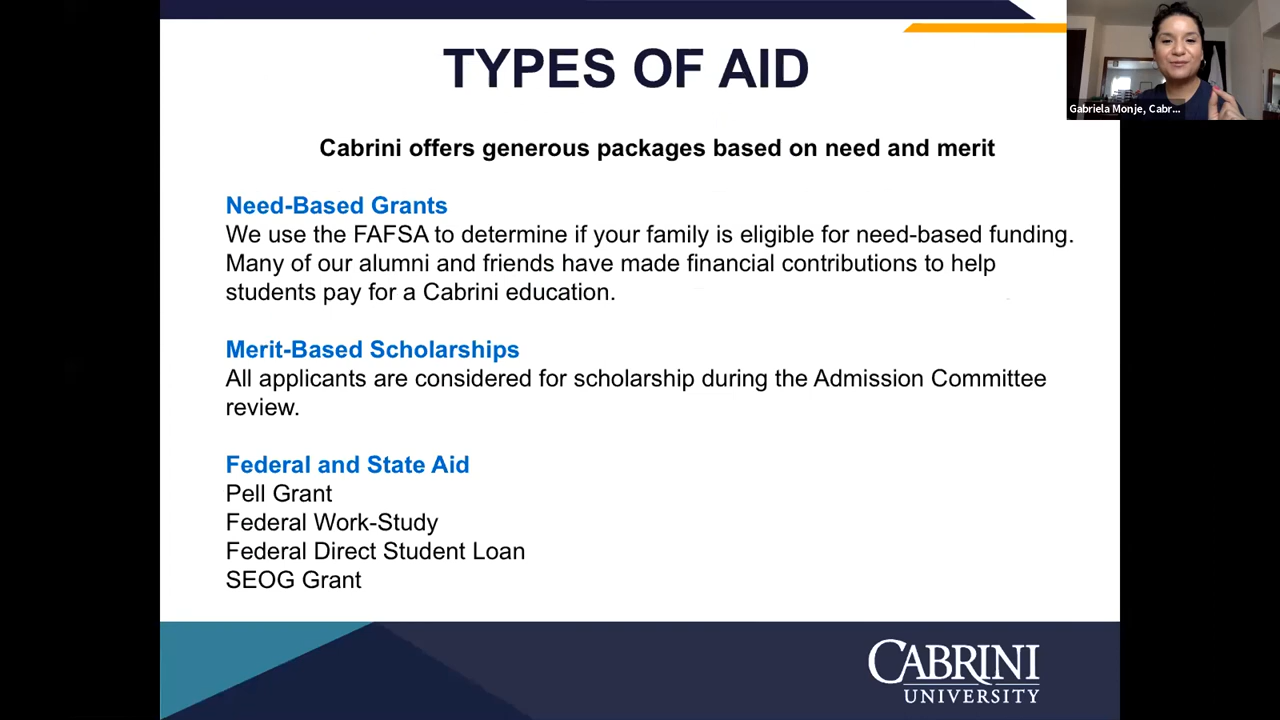 TYPES OF AID
Gabriela Monje, Cabr...
Cabrini offers generous packages based on need and merit
Need-Based Grants
We use the FAFSA to determine if your family is eligible for need-based funding.
Many of our alumni and friends have made financial contributions to help
students pay for a Cabrini education.
Merit-Based Scholarships
All applicants are considered for scholarship during the Admission Committee
review.
Federal and State Aid
Pell Grant
Federal Work-Study
Federal Direct Student Loan
SEOG Grant
CABRINI
UNIVERSITY